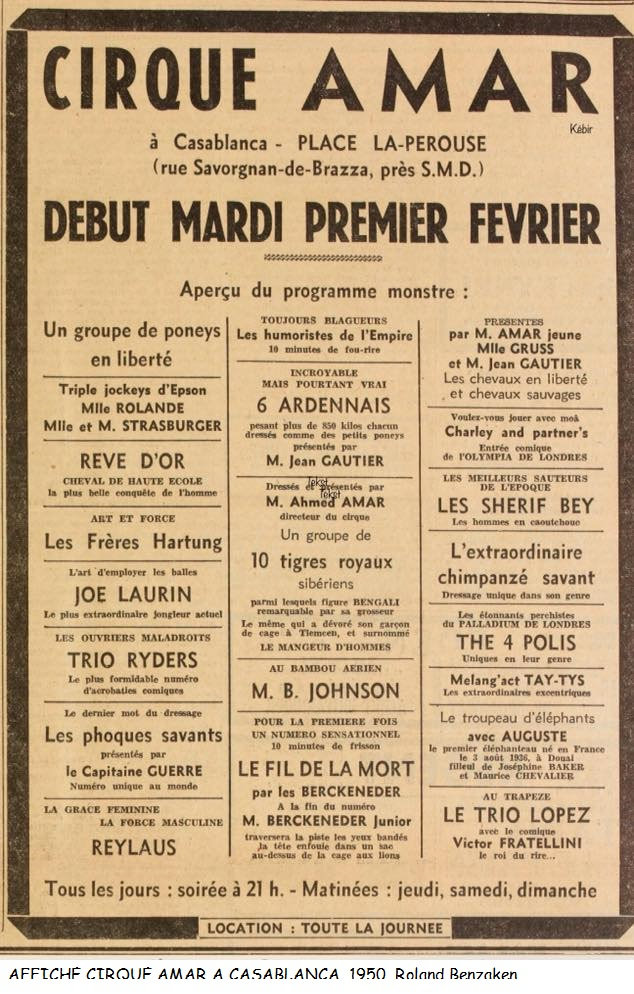 CIRQUE AMAR
Kébir
à Casablanca - PLACE LA-PEROUSE
(rue Savorgnan-de-Brazza, près S.M.D.)
DEBUT MARDI PREMIER FEVRIER
Aperçu du programme monstre :
Un groupe de poneys
en liberté
Triple jockeys d'Epson
Mlle ROLANDE
Mlle et M. STRASBURGER
REVE D'OR
CHEVAL DE HAUTE ECOLE
la plus belle conquête de l'homme
ART ET FORCE
Les Frères Hartung
L'art d'employer les balles
JOE LAURIN
Le plus extraordinaire jongleur actuel
LES OUVRIERS MALADROITS
TRIO RYDERS
Le plus formidable numéro
d'acrobaties comiques
Le dernier mot du dressage
Les phoques savants
présentés par
le Capitaine GUERRE
Numéro unique au monde
LA GRACE FEMININE
LA FORCE MASCULINE
REYLAUS
TOUJOURS BLAGUEURS
Les humoristes de l'Empire
10 minutes de fou-rire
INCROYABLE
MAIS POURTANT VRAI
6 ARDENNAIS
pesant plus de 850 kilos chacun
dressés comme des petits poneys
présentés par
M. Jean GAUTIER
Dressés et présentés par
Tekst
Tekst
M. Ahmed AMAR
directeur du cirque
Un groupe de
10 tigres royaux
sibériens
parmi lesquels figure BENGALI
remarquable par sa grosseur
Le même qui a dévoré son garçon
de cage à Tlemcen, et surnommé
LE MANGEUR D'HOMMES
AU BAMBOU AERIEN
M. B. JOHNSON
POUR LA PREMIERE FOIS
UN NUMERO SENSATIONNEL
10 minutes de frisson
LE FIL DE LA MORT
par les BERCKENEDER
A la fin du numéro
M. BERCKENEDER Junior
traversera la piste les yeux bandés
la tête enfouie dans un sac
au-dessus de la cage aux lions
PRESENTES
par M. AMAR jeune
Mlle GRUSS
et M. Jean GAUTIER
Les chevaux en liberté
et chevaux sauvages
Voulez-vous jouer avec moâ
Charley and partner's
Entrée comique
de l'OLYMPIA DE LONDRES
LES MEILLEURS SAUTEURS
DE L'EPOQUE
LES SHERIF BEY
Les hommes en caoutchouc
L'extraordinaire
chimpanzé savant
Dressage unique dans son genre
Les étonnants perchistes
du PALLADIUM DE LONDRES
THE 4 POLIS
Uniques en leur genre
Melang'act TAY-TYS
Les extraordinaires excentriques
Le troupeau d'éléphants
avec AUGUSTE
le premier éléphanteau né en France
le 3 août 1936, à Douai
filleul de Joséphine BAKER
et Maurice CHEVALIER
AU TRAPEZE
LE TRIO LOPEZ
avec le comique
Victor FRATELLINI
le roi du rire...
Tous les jours : soirée à 21 h. - Matinées : jeudi, samedi, dimanche
LOCATION : TOUTE LA JOURNEE
AFFICHE CIRQUE AMAR A CASABLANCA 1950 Roland Benzaken